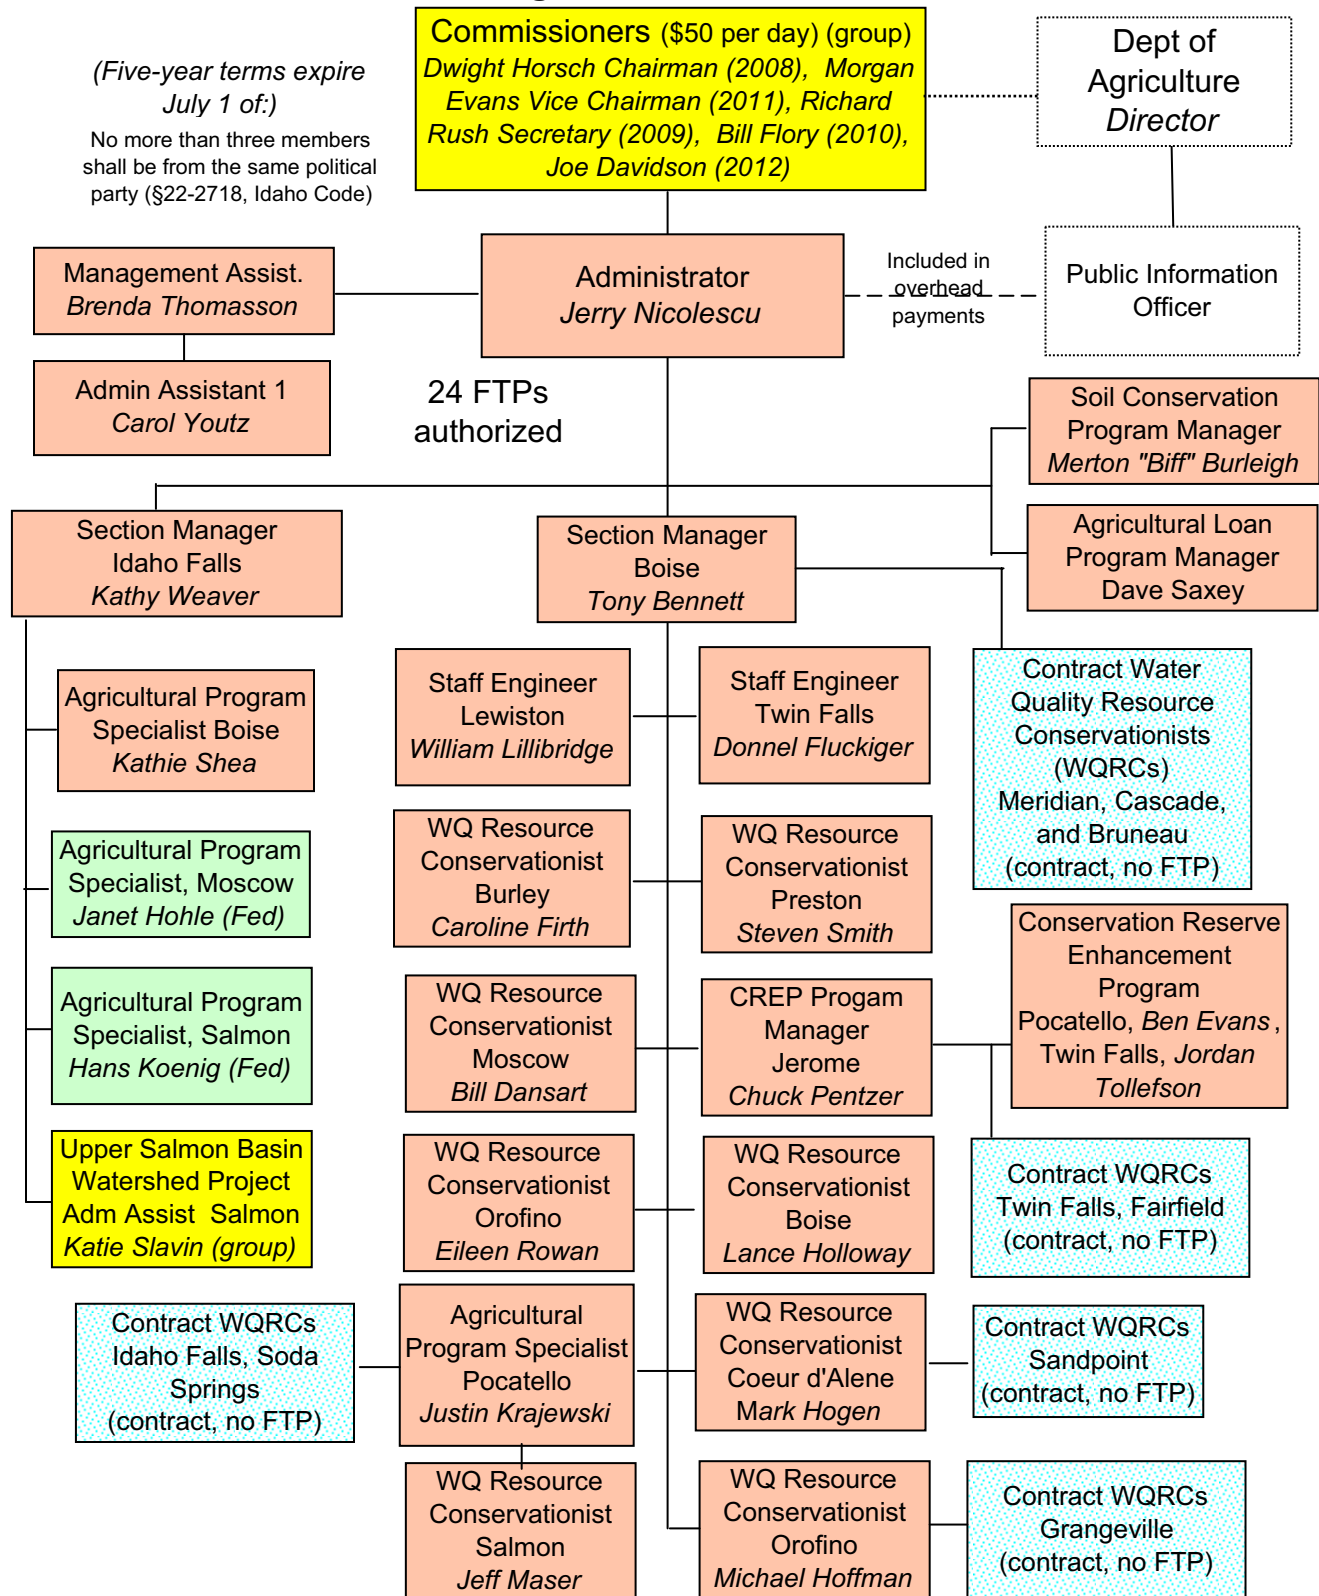 Commissioners ($50 per day) (group)
Dwight Horsch Chairman (2008), Morgan
Evans Vice Chairman (2011), Richard
Rush Secretary (2009), Bill Flory (2010),
Joe Davidson (2012)
Dept of
Agriculture
Director
(Five-year terms expire
July 1 of:)
No more than three members
shall be from the same political
party (§22-2718, Idaho Code)
Management Assist.
Brenda Thomasson
Administrator
Jerry Nicolescu
Included in
overhead
payments
Public Information
Officer
Admin Assistant 1
Carol Youtz
24 FTPs
authorized
Soil Conservation
Program Manager
Merton "Biff" Burleigh
Section Manager
Idaho Falls
Kathy Weaver
Section Manager
Boise
Tony Bennett
Agricultural Loan
Program Manager
Dave Saxey
Agricultural Program
Specialist Boise
Kathie Shea
Staff Engineer
Lewiston
William Lillibridge
Staff Engineer
Twin Falls
Donnel Fluckiger
Contract Water
Quality Resource
Conservationists
(WQRCs)
Meridian, Cascade,
and Bruneau
(contract, no FTP)
Agricultural Program
Specialist, Moscow
Janet Hohle (Fed)
WQ Resource
Conservationist
Burley
Caroline Firth
WQ Resource
Conservationist
Preston
Steven Smith
Conservation Reserve
Enhancement
Program
Pocatello, Ben Evans ,
Twin Falls, Jordan
Tollefson
Agricultural Program
Specialist, Salmon
Hans Koenig (Fed)
WQ Resource
Conservationist
Moscow
Bill Dansart
CREP Progam
Manager
Jerome
Chuck Pentzer
Upper Salmon Basin
Watershed Project
Adm Assist Salmon
Katie Slavin (group)
WQ Resource
Conservationist
Orofino
Eileen Rowan
WQ Resource
Conservationist
Boise
Lance Holloway
Contract WQRCs
Twin Falls, Fairfield
(contract, no FTP)
Contract WQRCs
Idaho Falls, Soda
Springs
(contract, no FTP)
Agricultural
Program Specialist
Pocatello
Justin Krajewski
WQ Resource
Conservationist
Coeur d'Alene
Mark Hogen
Contract WQRCs
Sandpoint
(contract, no FTP)
WQ Resource
Conservationist
Salmon
Jeff Maser
WQ Resource
Conservationist
Orofino
Michael Hoffman
Contract WQRCs
Grangeville
(contract, no FTP)